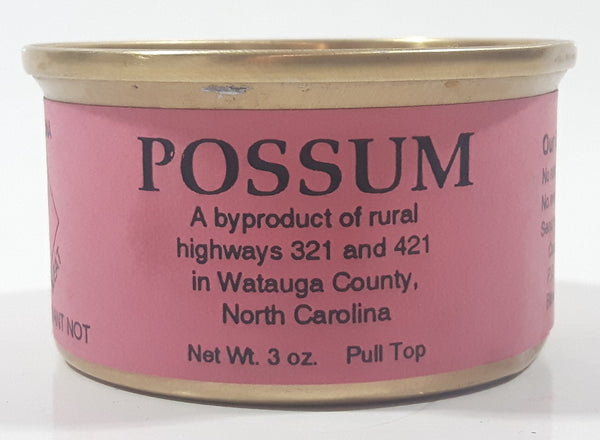 POSSUM
A byproduct of rural
highways 321 and 421
in Watauga County,
North Carolina
Net Wt. 3 oz. Pull Top
NOT